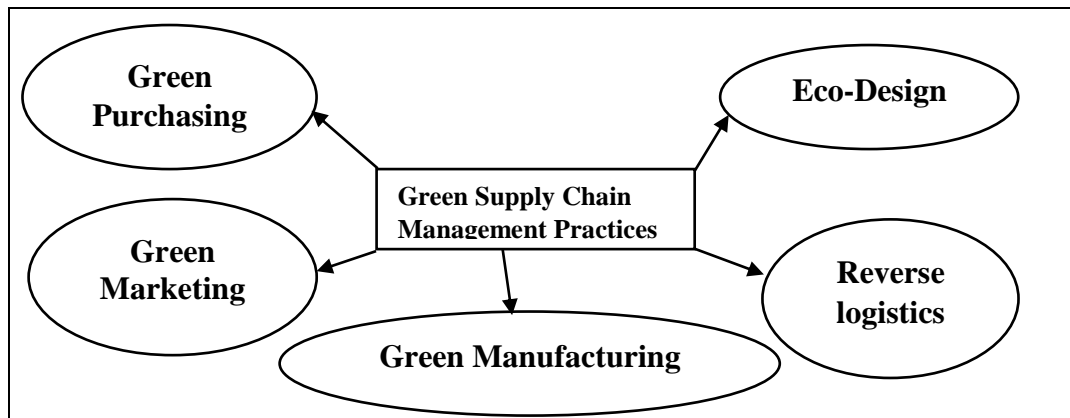 Green
Purchasing
Eco-Design
Green Supply Chain
Management Practices
Green
Marketing
Reverse
logistics
Green Manufacturing